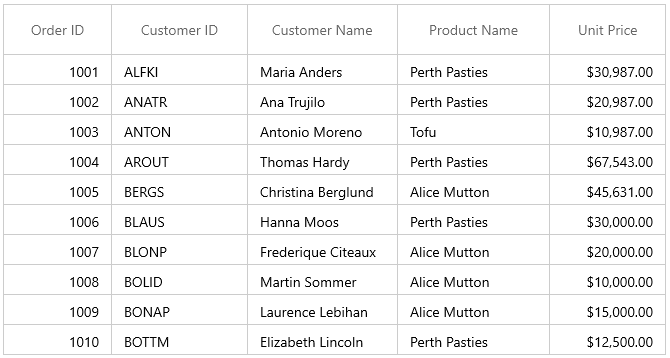 Order ID Customer ID Customer Name Product Name Unit Price
1001 ALFKI Maria Anders Perth Pasties $30,987.00
1002 ANATR Ana Trujilo Perth Pasties $20,987.00
1003 ANTON Antonio Moreno Tofu $10,987.00
1004 AROUT Thomas Hardy Perth Pasties $67,543.00
1005 BERGS Christina Berglund Alice Mutton $45,631.00
1006 BLAUS Hanna Moos Perth Pasties $30,000.00
1007 BLONP Frederique Citeaux Alice Mutton $20,000.00
1008 BOLID Martin Sommer Alice Mutton $10,000.00
1009 BONAP Laurence Lebihan Alice Mutton $15,000.00
1010 BOTTM Elizabeth Lincoln Perth Pasties $12,500.00